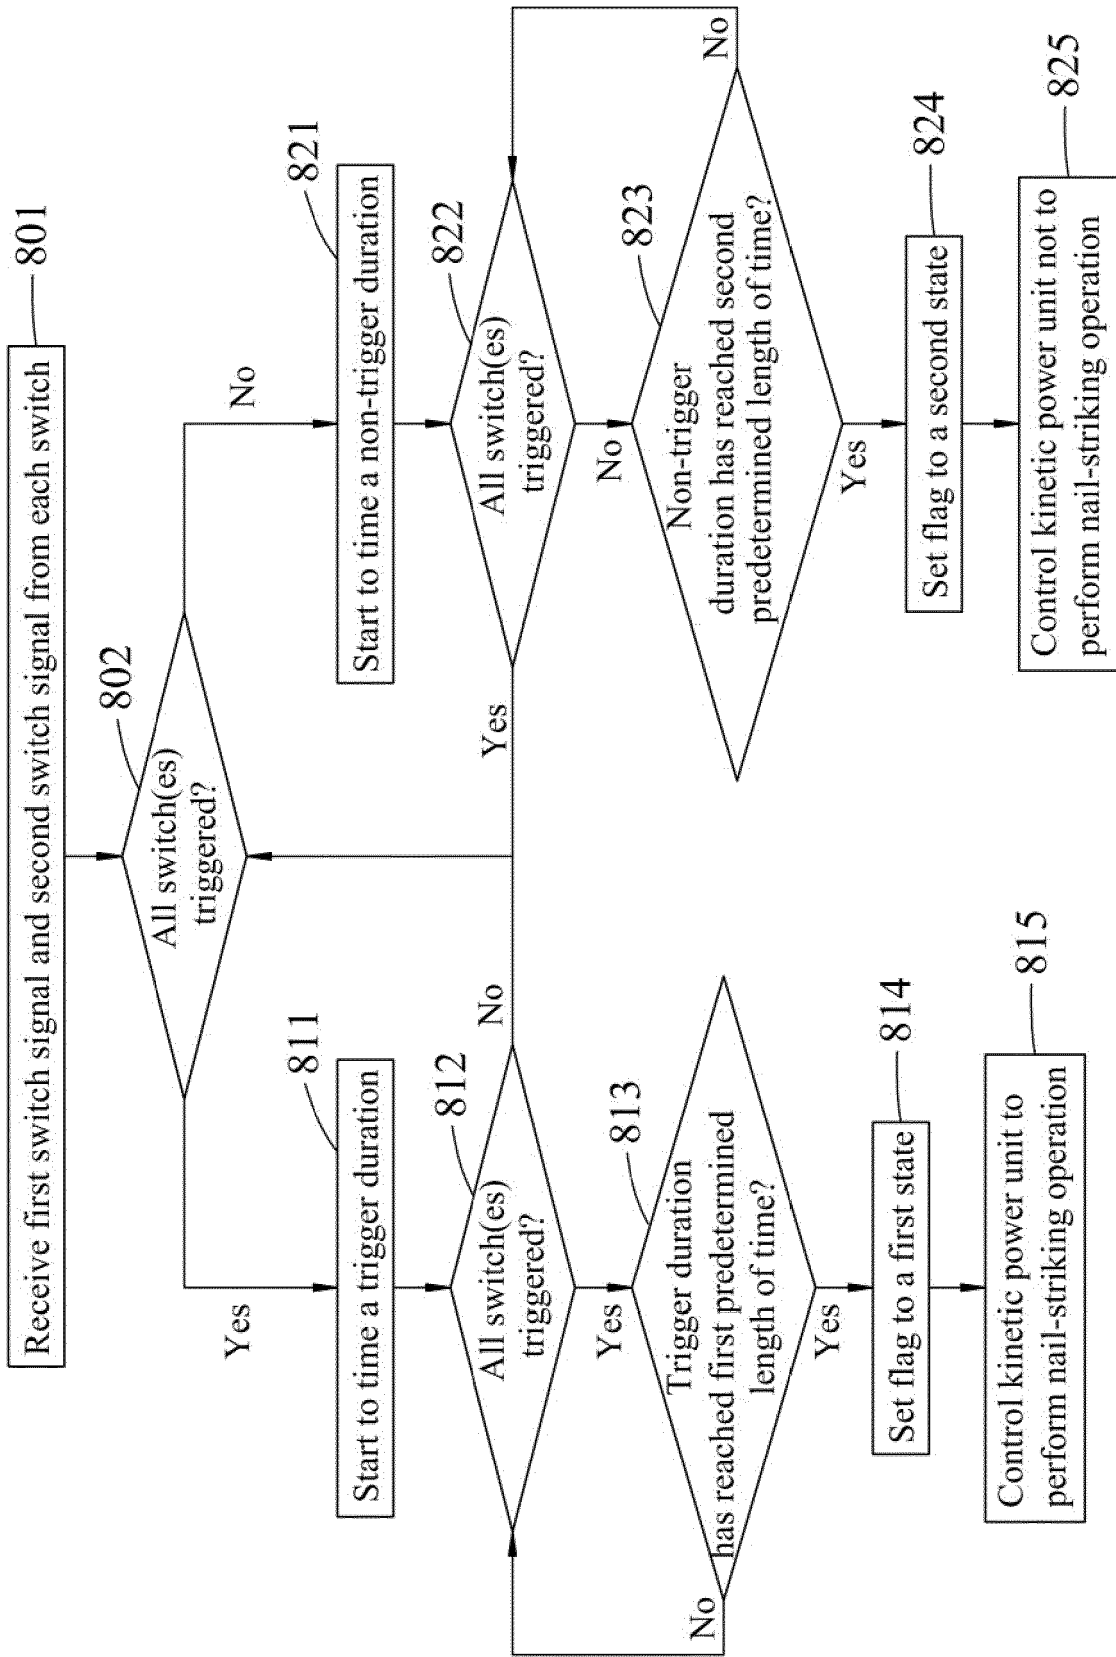 Receive first switch signal and second switch signal from each switch
801
All switch(es)
triggered?
802
Yes
No
Start to time a trigger duration
811
All switch(es)
triggered?
812
No
Yes
Trigger duration
has reached first predetermined
length of time?
813
No
Yes
Set flag to a first state
814
Control kinetic power unit to
perform nail-striking operation
815
Start to time a non-trigger duration
821
All switch(es)
triggered?
822
Yes
No
Non-trigger
duration has reached second
predetermined length of time?
823
No
Yes
Set flag to a second state
824
Control kinetic power unit not to
perform nail-striking operation
825